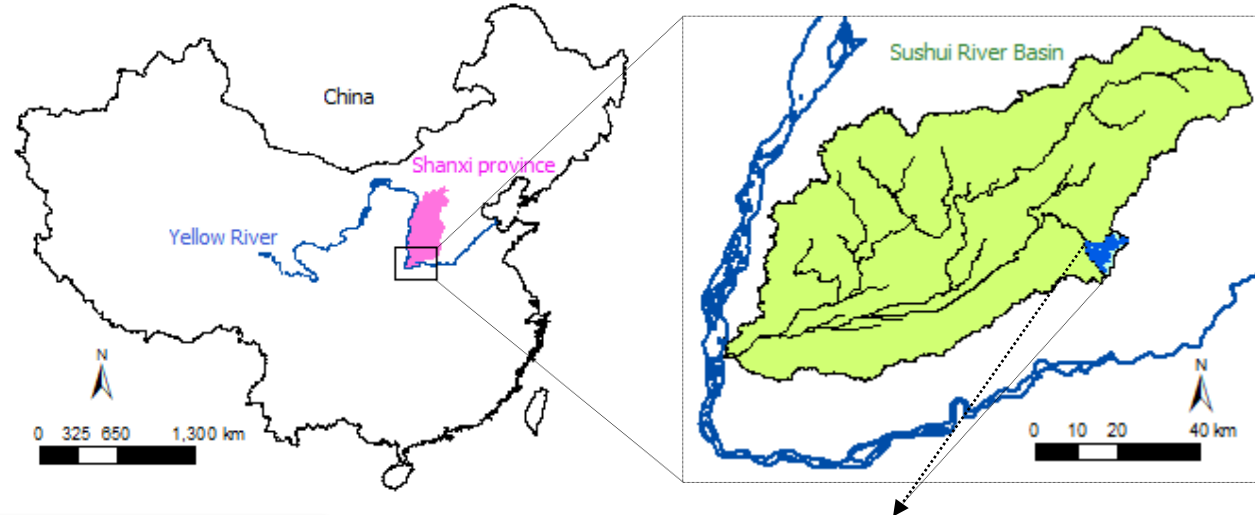 China
Shanxi province
Yellow River
N
0 325 650 1,300 km
Sushui River Basin
N
0 10 20 40 km